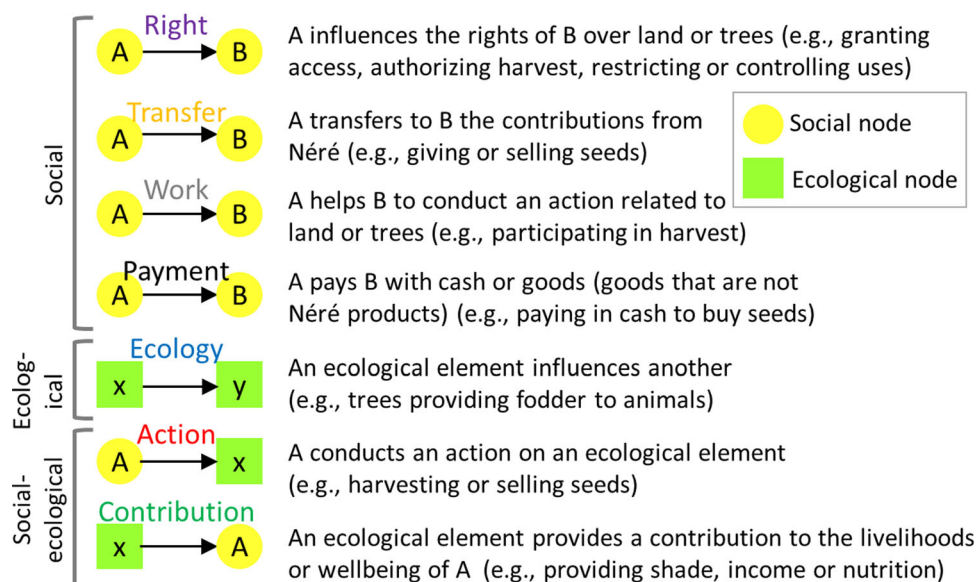 Social
Right
A B
A influences the rights of B over land or trees (e.g., granting
access, authorizing harvest, restricting or controlling uses)
Transfer
A B
A transfers to B the contributions from
Néré (e.g., giving or selling seeds)
Work
A B
A helps B to conduct an action related to
land or trees (e.g., participating in harvest)
Payment
A B
A pays B with cash or goods (goods that are not
Néré products) (e.g., paying in cash to buy seeds)
Social node
Ecological node
Ecolog-
ical
Ecology
x y
An ecological element influences another
(e.g., trees providing fodder to animals)
Social-
ecological
Action
A x
A conducts an action on an ecological element
(e.g., harvesting or selling seeds)
Contribution
x A
An ecological element provides a contribution to the livelihoods
or wellbeing of A (e.g., providing shade, income or nutrition)